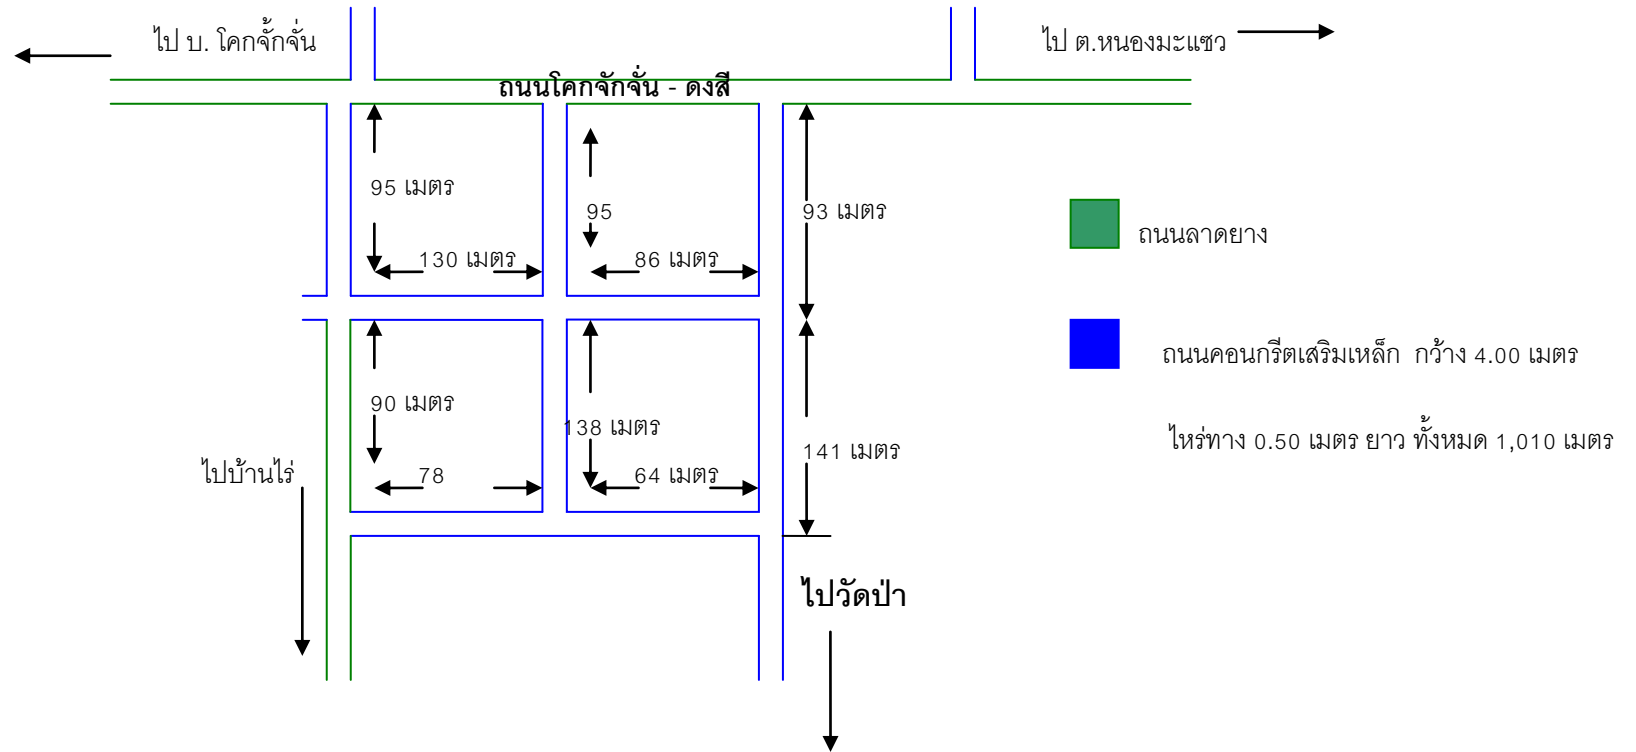 ไป บ. โคกจั้กจั่น
ไป ต.หนองมะแซว
ถนนโคกจักจั่น - ดงสี
95 เมตร
95
93 เมตร
130 เมตร
86 เมตร
ถนนลาดยาง
ถนนคอนกรีตเสริมเหล็ก กว้าง 4.00 เมตร
90 เมตร
138 เมตร
141 เมตร
ไหร่ทาง 0.50 เมตร ยาว ทั้งหมด 1,010 เมตร
ไปบ้านไร่
78
64 เมตร
ไปวัดป่า